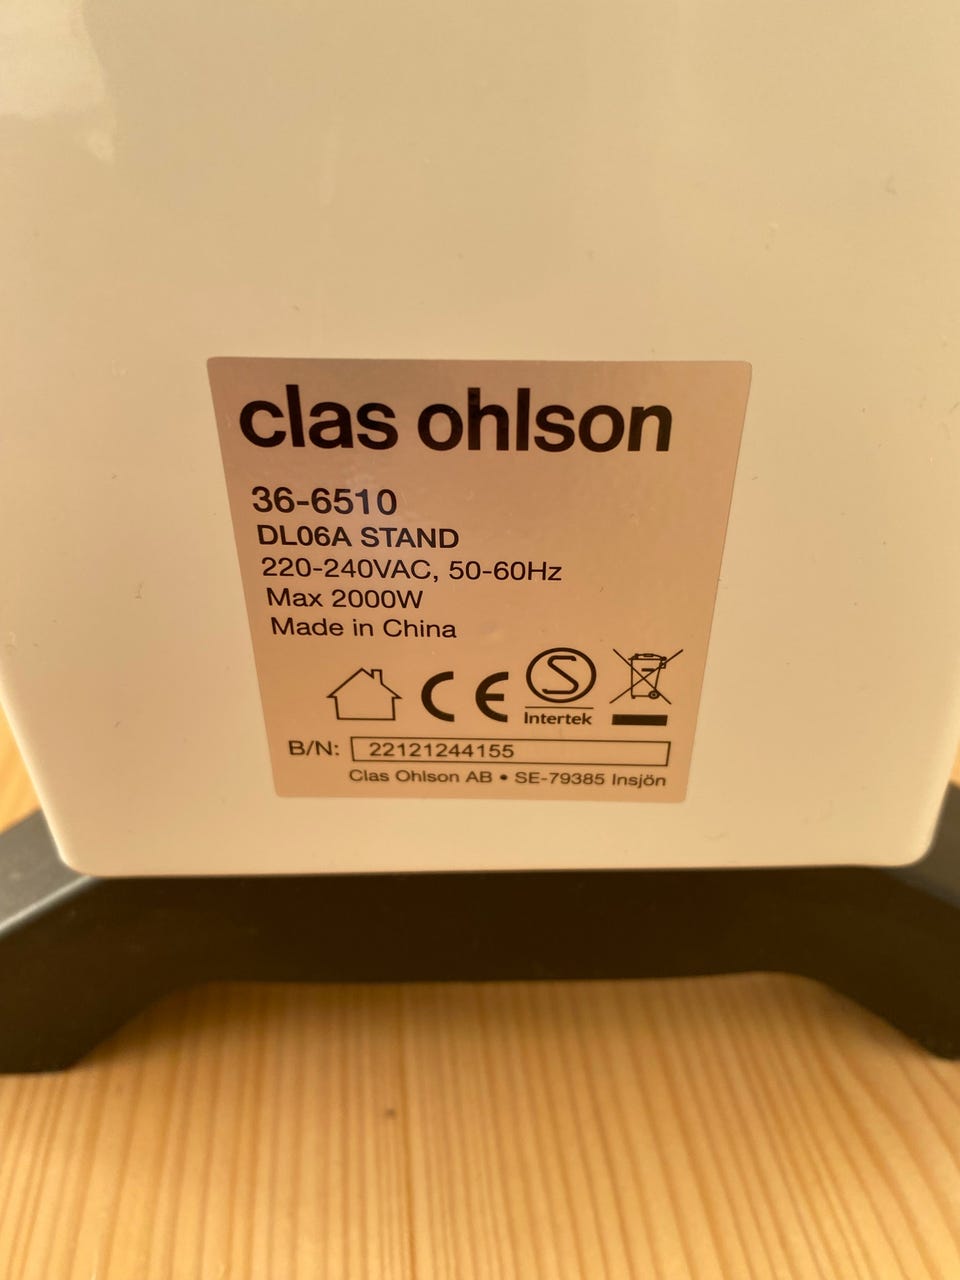 clas ohlson
36-6510
DL06A STAND
220-240VAC, 50-60Hz
Max 2000W
Made in China
CE
S
Intertek
B/N: 22121244155
Clas Ohlson AB • SE-79385 Insjön